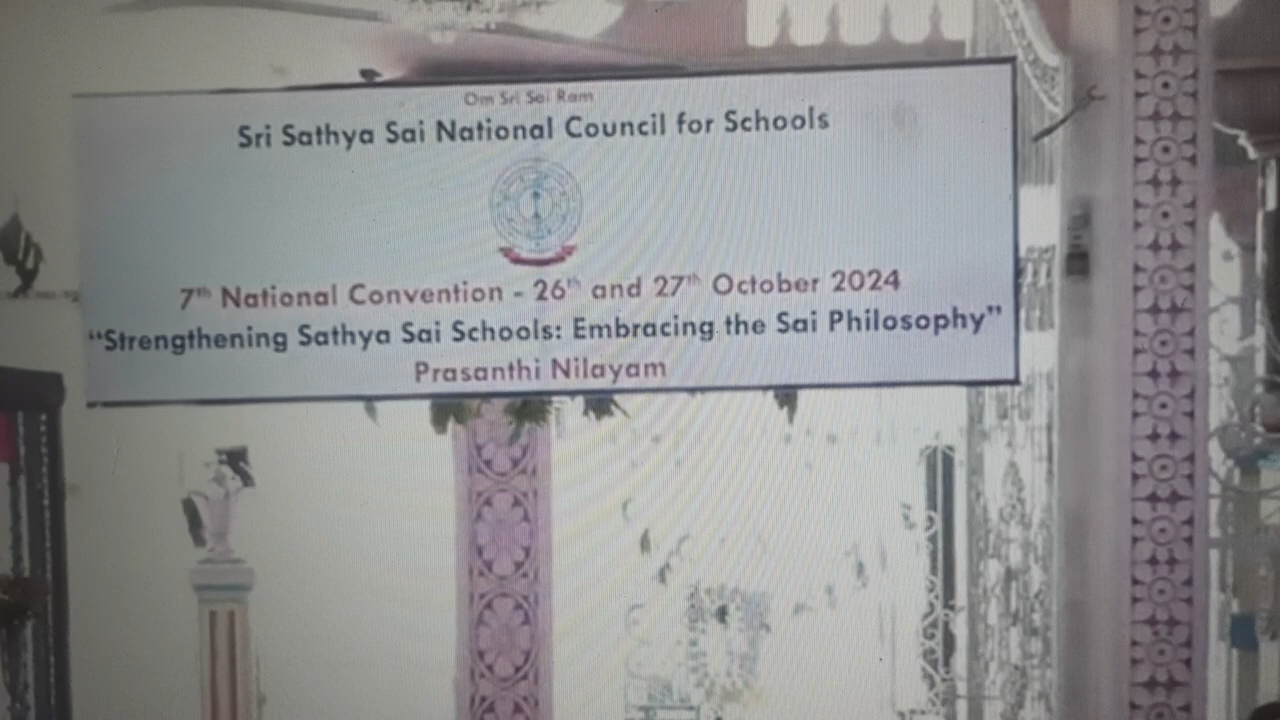 Om Sri Sai Ram
Sri Sathya Sai National Council for Schools
7th National Convention - 26th and 27th October 2024
“Strengthening Sathya Sai Schools: Embracing the Sai Philosophy”
Prasanthi Nilayam